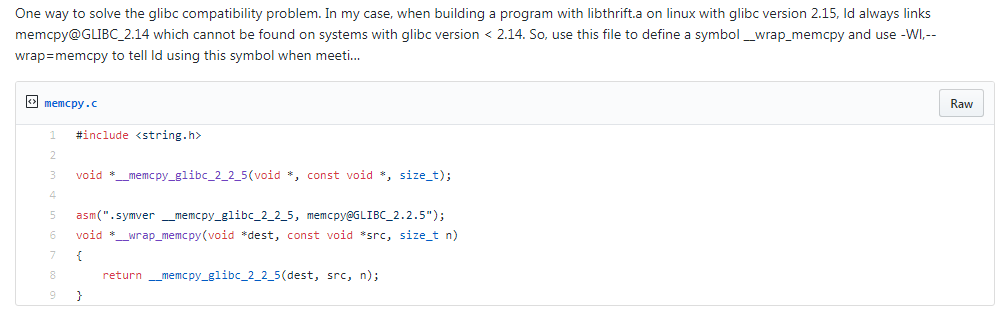 One way to solve the glibc compatibility problem. In my case, when building a program with libthrift.a on linux with glibc version 2.15, ld always links
memcpy@GLIBC_2.14 which cannot be found on systems with glibc version < 2.14. So, use this file to define a symbol __wrap_memcpy and use -Wl,--
wrap=memcpy to tell ld using this symbol when meeti...
memcpy.c
Raw
1 #include <string.h>
2
3 void *__memcpy_glibc_2_2_5(void *, const void *, size_t);
4
5 asm(".symver __memcpy_glibc_2_2_5, memcpy@GLIBC_2.2.5");
6 void *__wrap_memcpy(void *dest, const void *src, size_t n)
7 {
8     return __memcpy_glibc_2_2_5(dest, src, n);
9 }